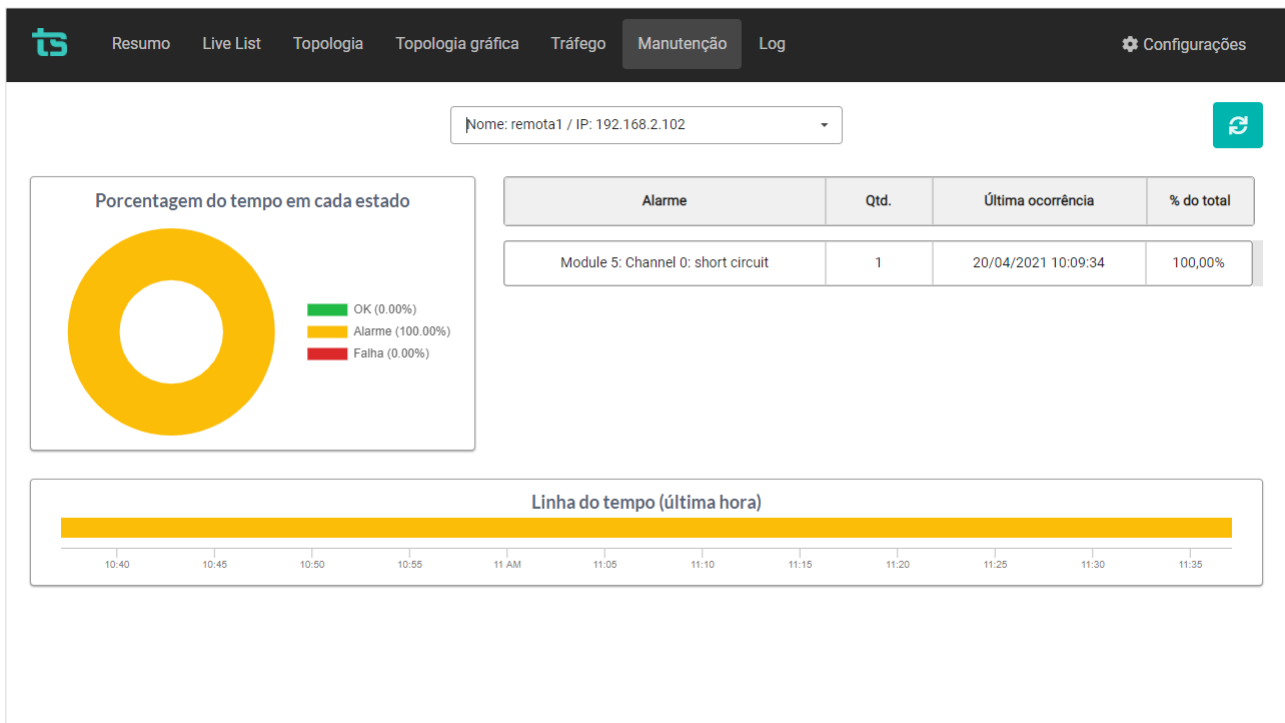 ts Resumo Live List Topologia Topologia gráfica Tráfego Manutenção Log Configurações
Nome: remota1 / IP: 192.168.2.102
Porcentagem do tempo em cada estado
OK (0.00%)
Alarme (100.00%)
Falha (0.00%)
Alarme Qtd. Última ocorrência % do total
Module 5: Channel 0: short circuit 1 20/04/2021 10:09:34 100,00%
Linha do tempo (última hora)
10:40 10:45 10:50 10:55 11 AM 11:05 11:10 11:15 11:20 11:25 11:30 11:35